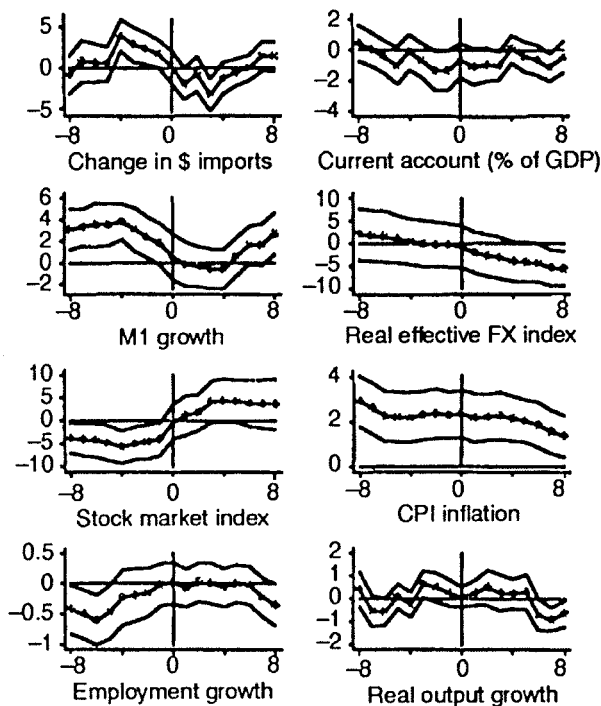 5
0
−5
−8 0 8
Change in $ imports
2
0
−2
−4
−8 0 8
Current account (% of GDP)
6
4
2
0
−2
−8 0 8
M1 growth
10
5
0
−5
−10
−8 0 8
Real effective FX index
10
5
0
−5
−10
−8 0 8
Stock market index
4
2
0
−8 0 8
CPI inflation
0.5
0
−0.5
−1
−8 0 8
Employment growth
2
1
0
−1
−2
−8 0 8
Real output growth